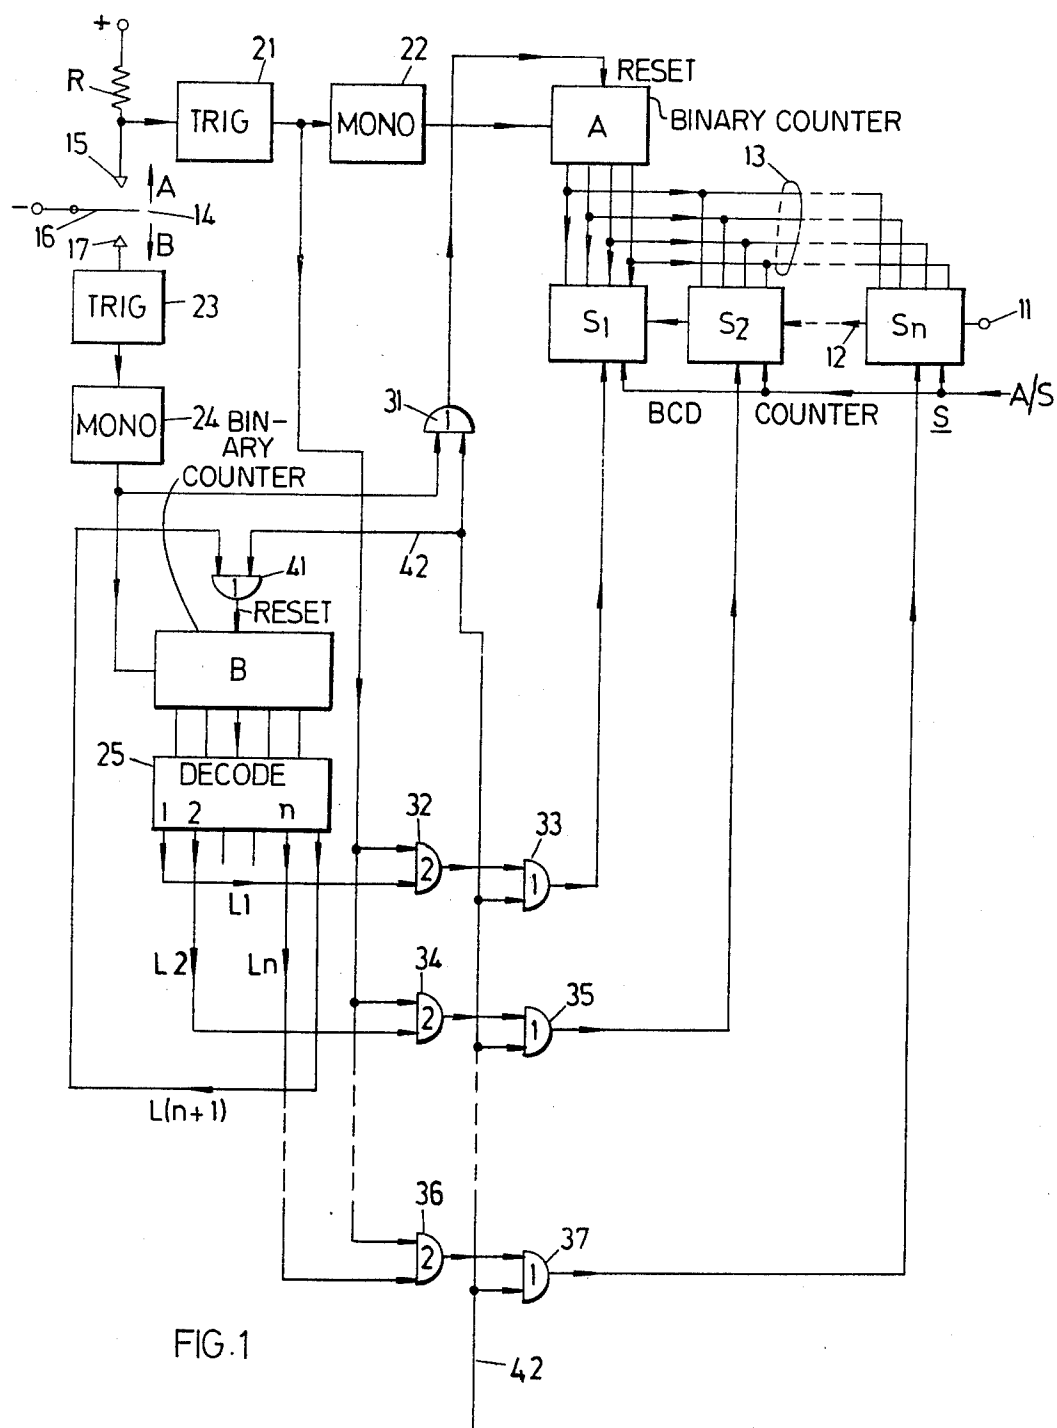 +
R
21
22
TRIG
MONO
RESET
A
BINARY COUNTER
15
A
13
−
16
14
17
B
TRIG
23
S1
S2
Sn
11
12
MONO
24
BIN-
ARY
COUNTER
31
1
BCD
COUNTER
S
A/S
42
1
41
RESET
B
25
DECODE
1
2
n
32
33
2
1
L1
L2
Ln
34
35
2
1
L(n+1)
36
37
2
1
FIG.1
42